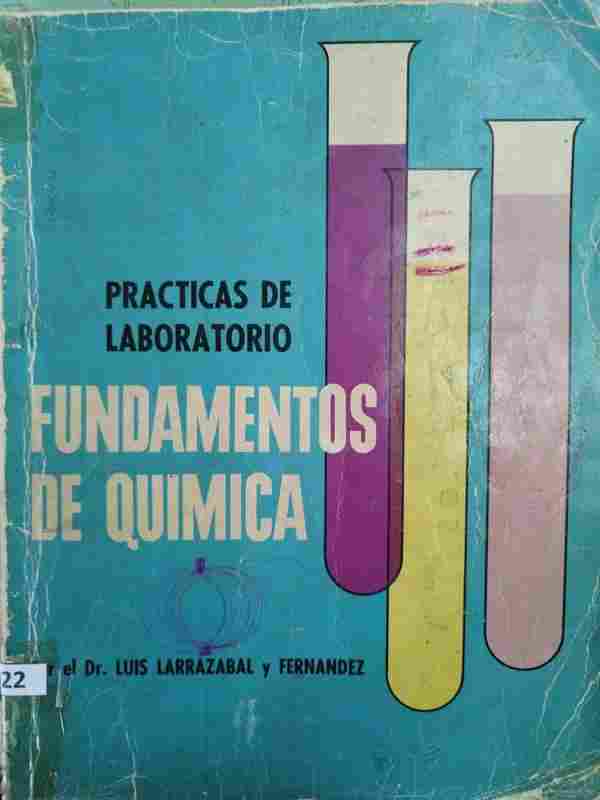 PRACTICAS DE
LABORATORIO
FUNDAMENTOS
DE QUIMICA
el Dr. LUIS LARRAZABAL y FERNANDEZ
22